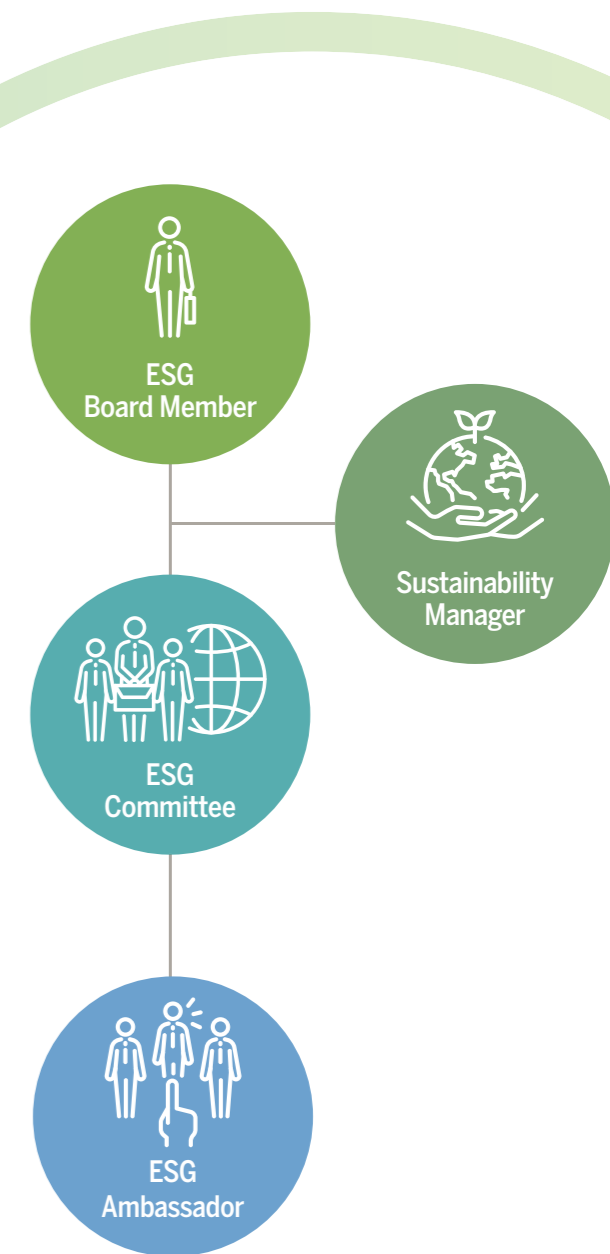 ESG
Board Member
Sustainability
Manager
ESG
Committee
ESG
Ambassador